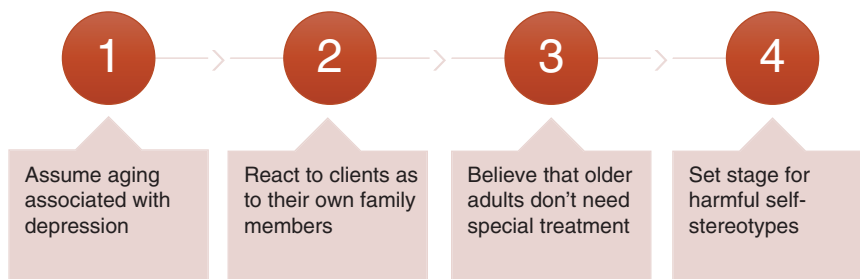 1
2
3
4
Assume aging
associated with
depression
React to clients as
to their own family
members
Believe that older
adults don’t need
special treatment
Set stage for
harmful self-
stereotypes